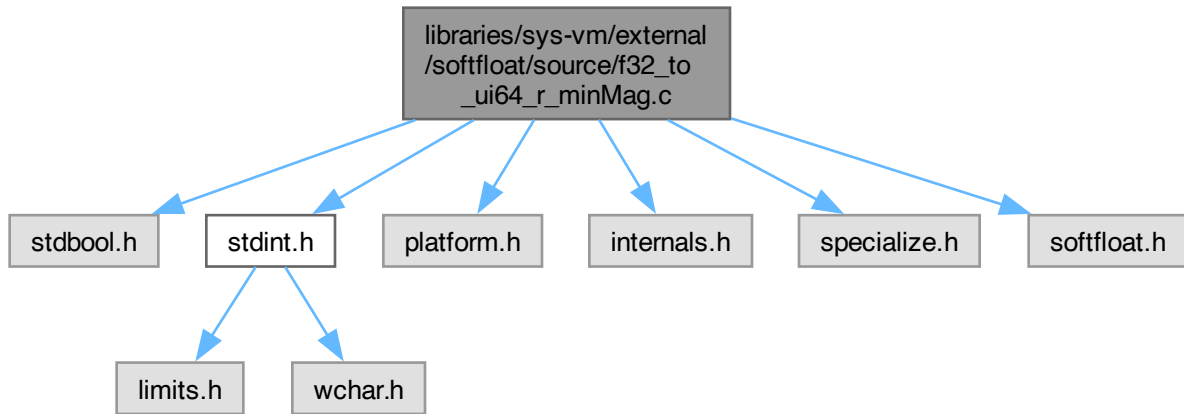 libraries/sys-vm/external
/softfloat/source/f32_to
_ui64_r_minMag.c
stdbool.h
stdint.h
platform.h
internals.h
specialize.h
softfloat.h
limits.h
wchar.h